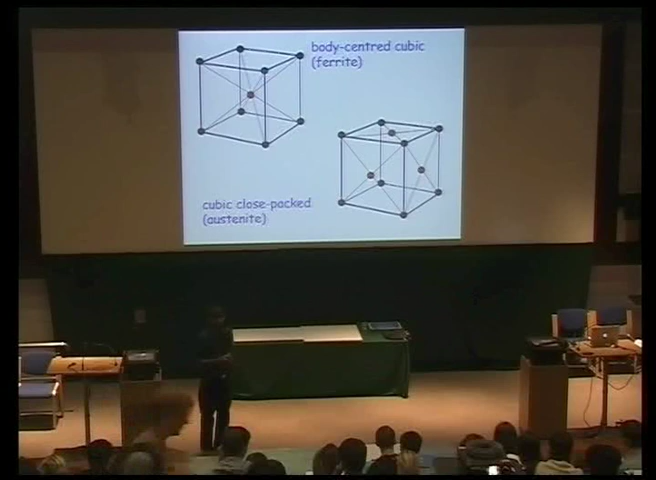 body-centred cubic
(ferrite)
cubic close-packed
(austenite)